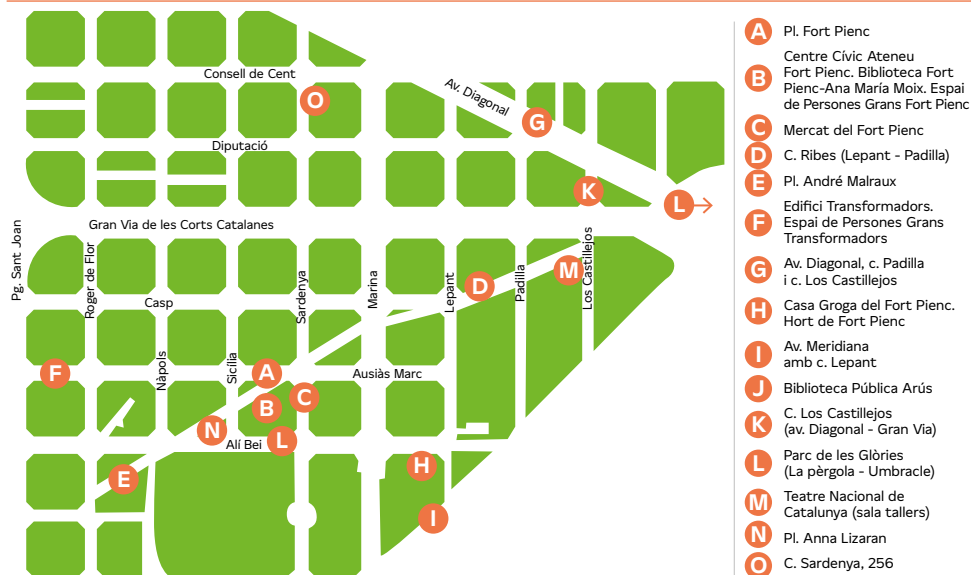 Consell de Cent
Av. Diagonal
O
G
Diputació
K
L
Gran Via de les Corts Catalanes
Pg. Sant Joan
Roger de Flor
Sardenya
Marina
Lepant
Padilla
Los Castillejos
M
D
Casp
Nàpols
Sicília
F
A
Ausiàs Marc
C
B
N
Alí Bei
L
H
E
I
A Pl. Fort Pienc
B Centre Cívic Ateneu
Fort Pienc. Biblioteca Fort
Pienc-Ana María Moix. Espai
de Persones Grans Fort Pienc
C Mercat del Fort Pienc
D C. Ribes (Lepant - Padilla)
E Pl. André Malraux
F Edifici Transformadors.
Espai de Persones Grans
Transformadors
G Av. Diagonal, c. Padilla
i c. Los Castillejos
H Casa Groga del Fort Pienc.
Hort de Fort Pienc
I Av. Meridiana
amb c. Lepant
J Biblioteca Pública Arús
K C. Los Castillejos
(av. Diagonal - Gran Via)
L Parc de les Glòries
(La pèrgola - Umbracle)
M Teatre Nacional de
Catalunya (sala tallers)
N Pl. Anna Lizaran
O C. Sardenya, 256